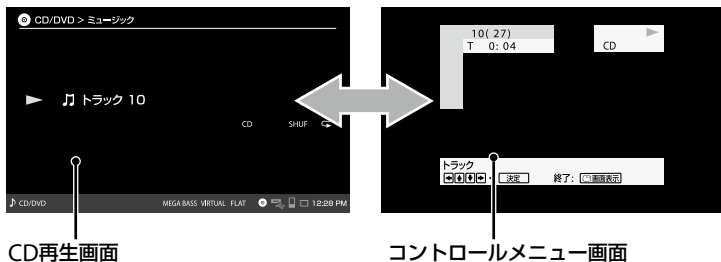 CD/DVD > ミュージック
トラック 10
CD SHUF
CD/DVD MEGA BASS VIRTUAL FLAT 12:28 PM
CD再生画面
10( 27)
T 0: 04
CD
トラック
決定 終了: 画面表示
コントロールメニュー画面